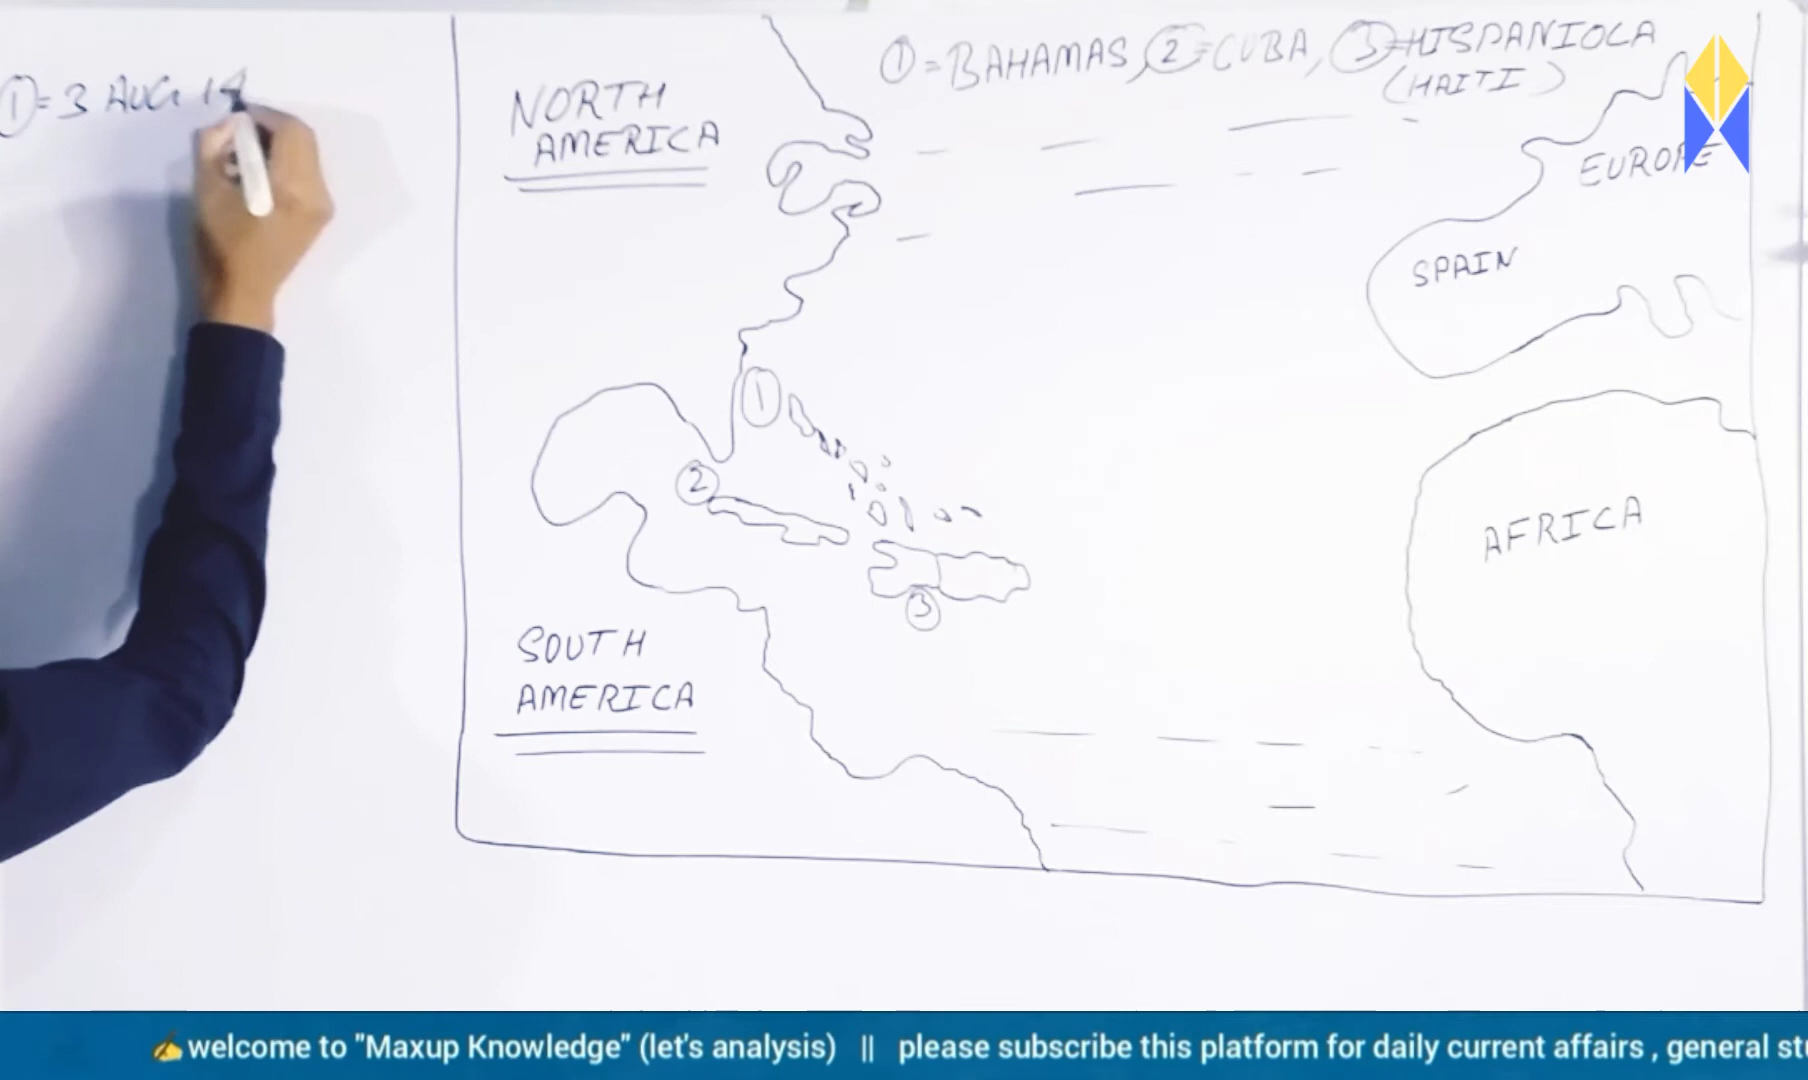 ① = BAHAMAS, ② = CUBA, ③ = HISPANIOLA
(HAITI)
① = 3 AUG 14
NORTH
AMERICA
EUROPE
SPAIN
①
②
AFRICA
③
SOUTH
AMERICA
✍welcome to "Maxup Knowledge" (let's analysis) || please subscribe this platform for daily current affairs , general stu